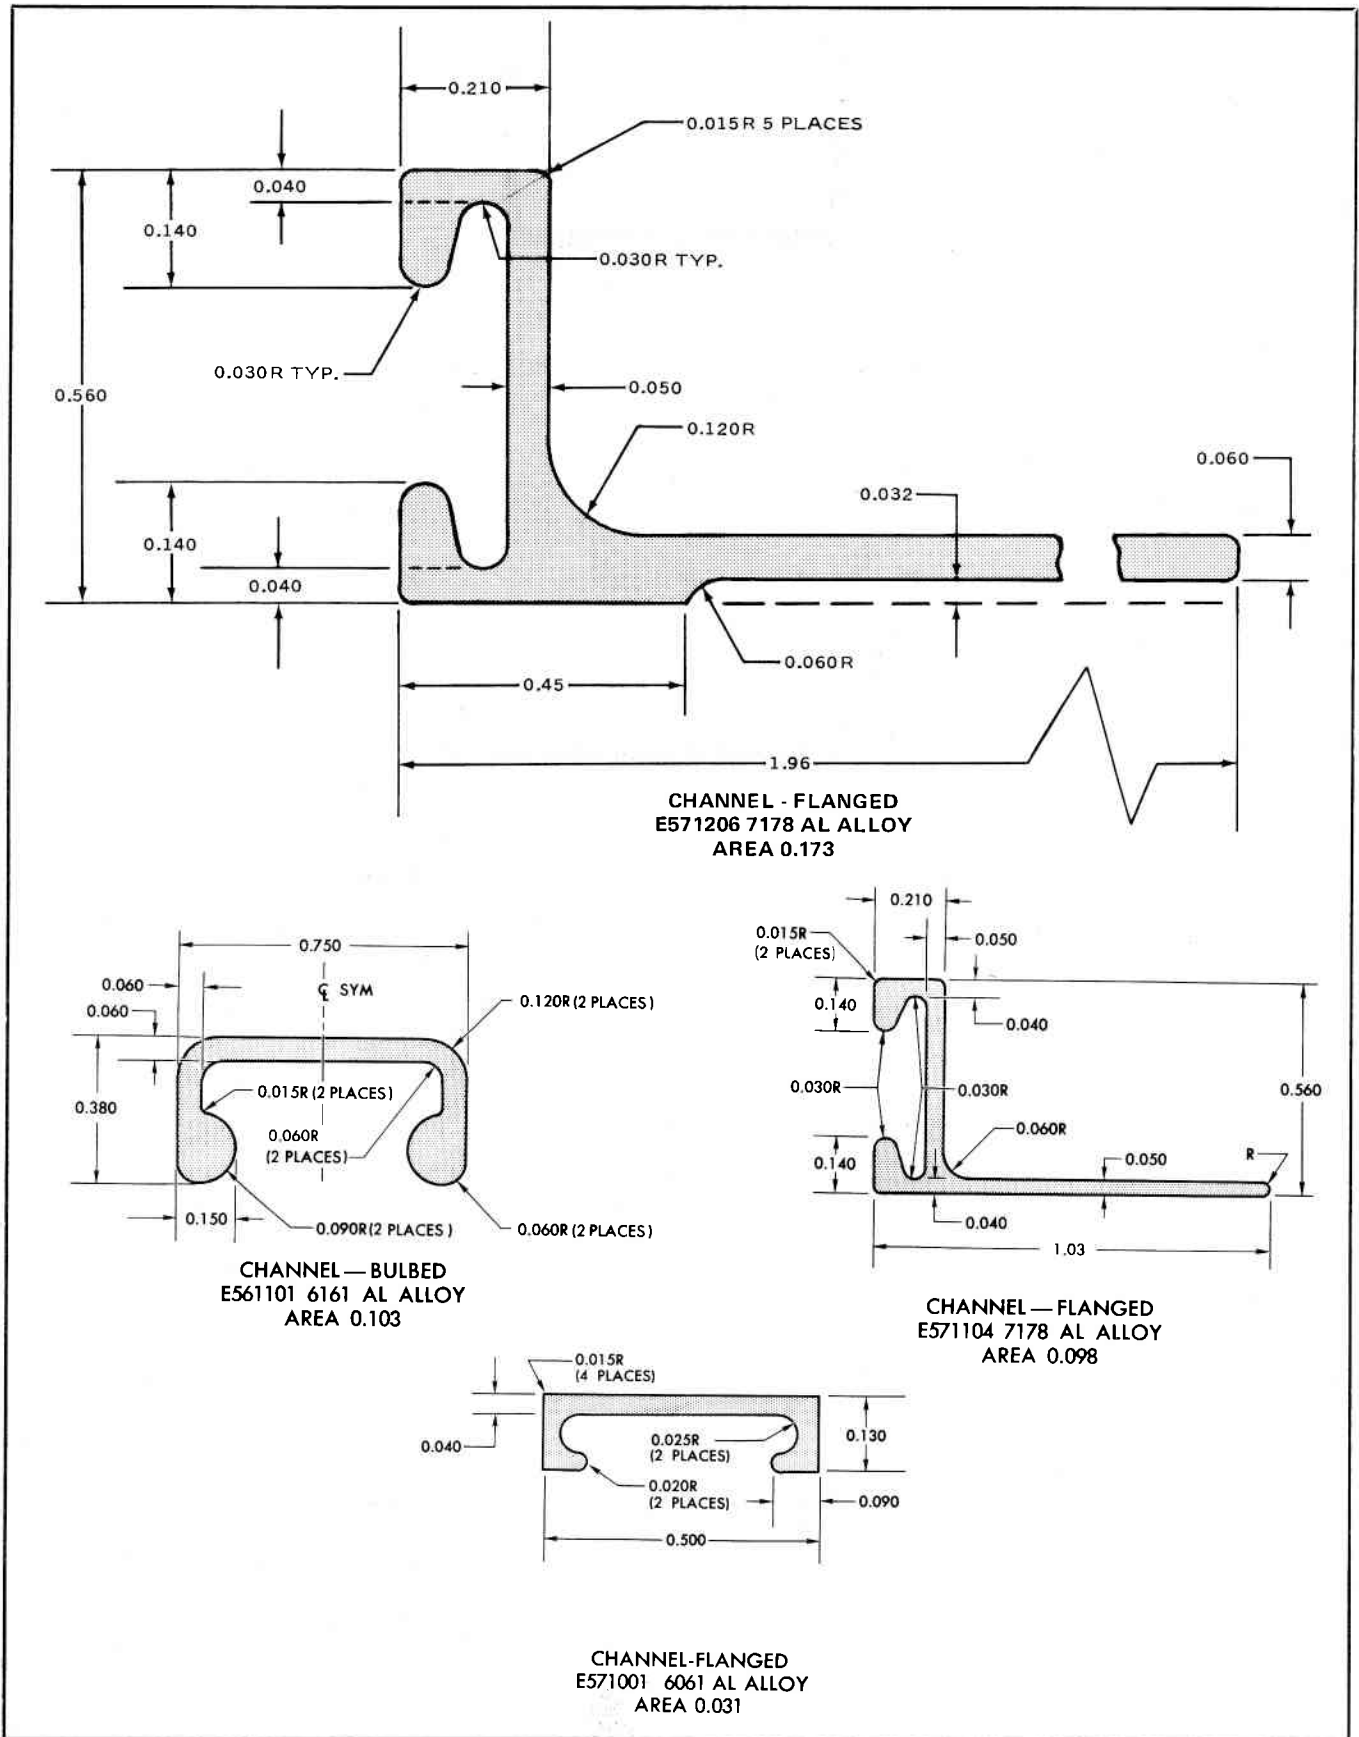 0.210
0.015R 5 PLACES
0.040
0.140
0.030R TYP.
0.030R TYP.
0.560
0.050
0.120R
0.060
0.032
0.140
0.040
0.060R
0.45
1.96
CHANNEL - FLANGED
E571206 7178 AL ALLOY
AREA 0.173
0.750
0.060
℄ SYM
0.060
0.120R (2 PLACES)
0.015R (2 PLACES)
0.380
0.060R
(2 PLACES)
0.150
0.090R (2 PLACES)
0.060R (2 PLACES)
CHANNEL — BULBED
E561101 6161 AL ALLOY
AREA 0.103
0.210
0.015R
(2 PLACES)
0.050
0.140
0.040
0.030R
0.030R
0.560
0.060R
0.140
0.050
R
0.040
1.03
CHANNEL — FLANGED
E571104 7178 AL ALLOY
AREA 0.098
0.015R
(4 PLACES)
0.040
0.025R
(2 PLACES)
0.130
0.020R
(2 PLACES)
0.090
0.500
CHANNEL-FLANGED
E571001 6061 AL ALLOY
AREA 0.031